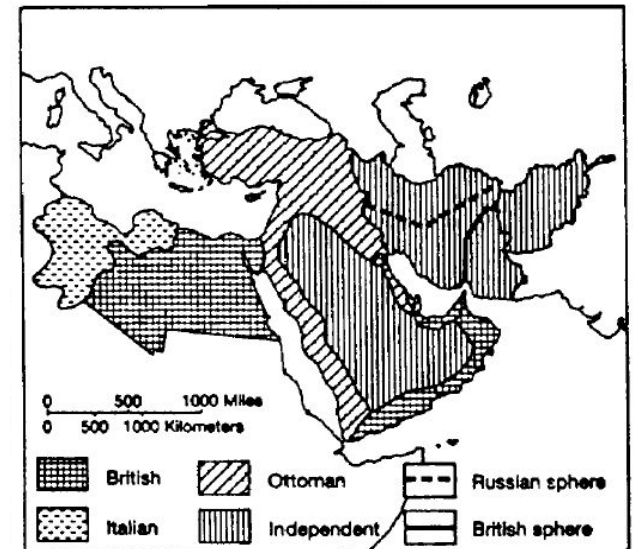 0 500 1000 Miles
0 500 1000 Kilometers
British Ottoman Russian sphere
Italian Independent British sphere